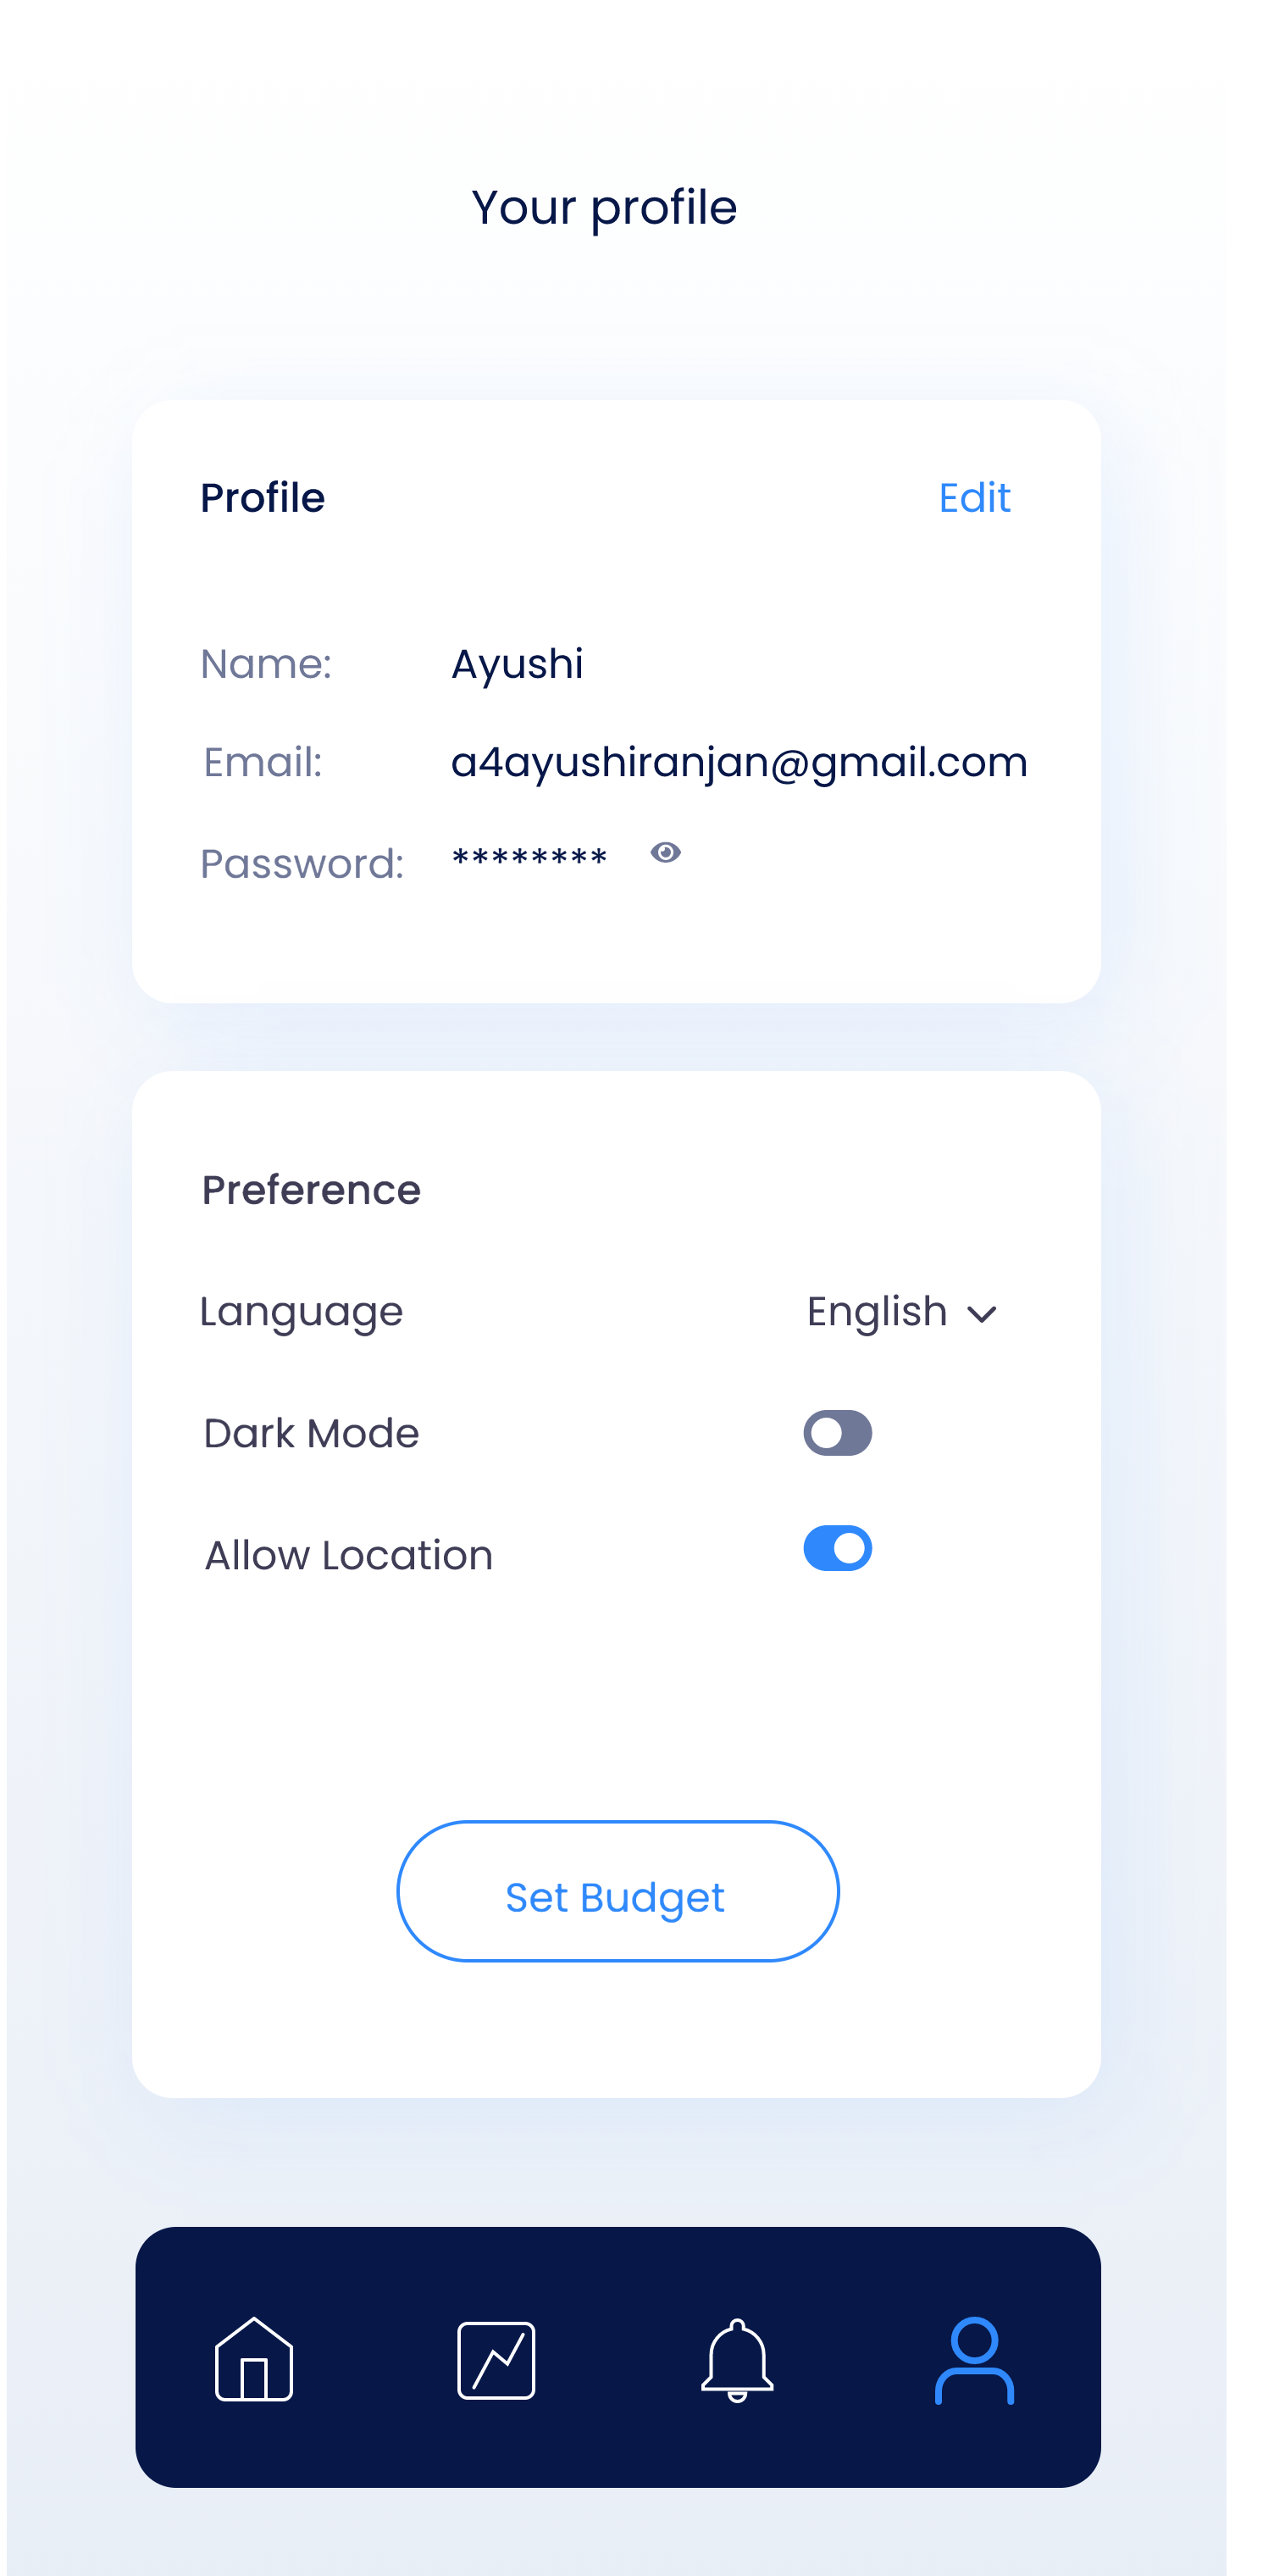 Your profile
Profile Edit
Name: Ayushi
Email: a4ayushiranjan@gmail.com
Password: ********
Preference
Language English
Dark Mode
Allow Location
Set Budget